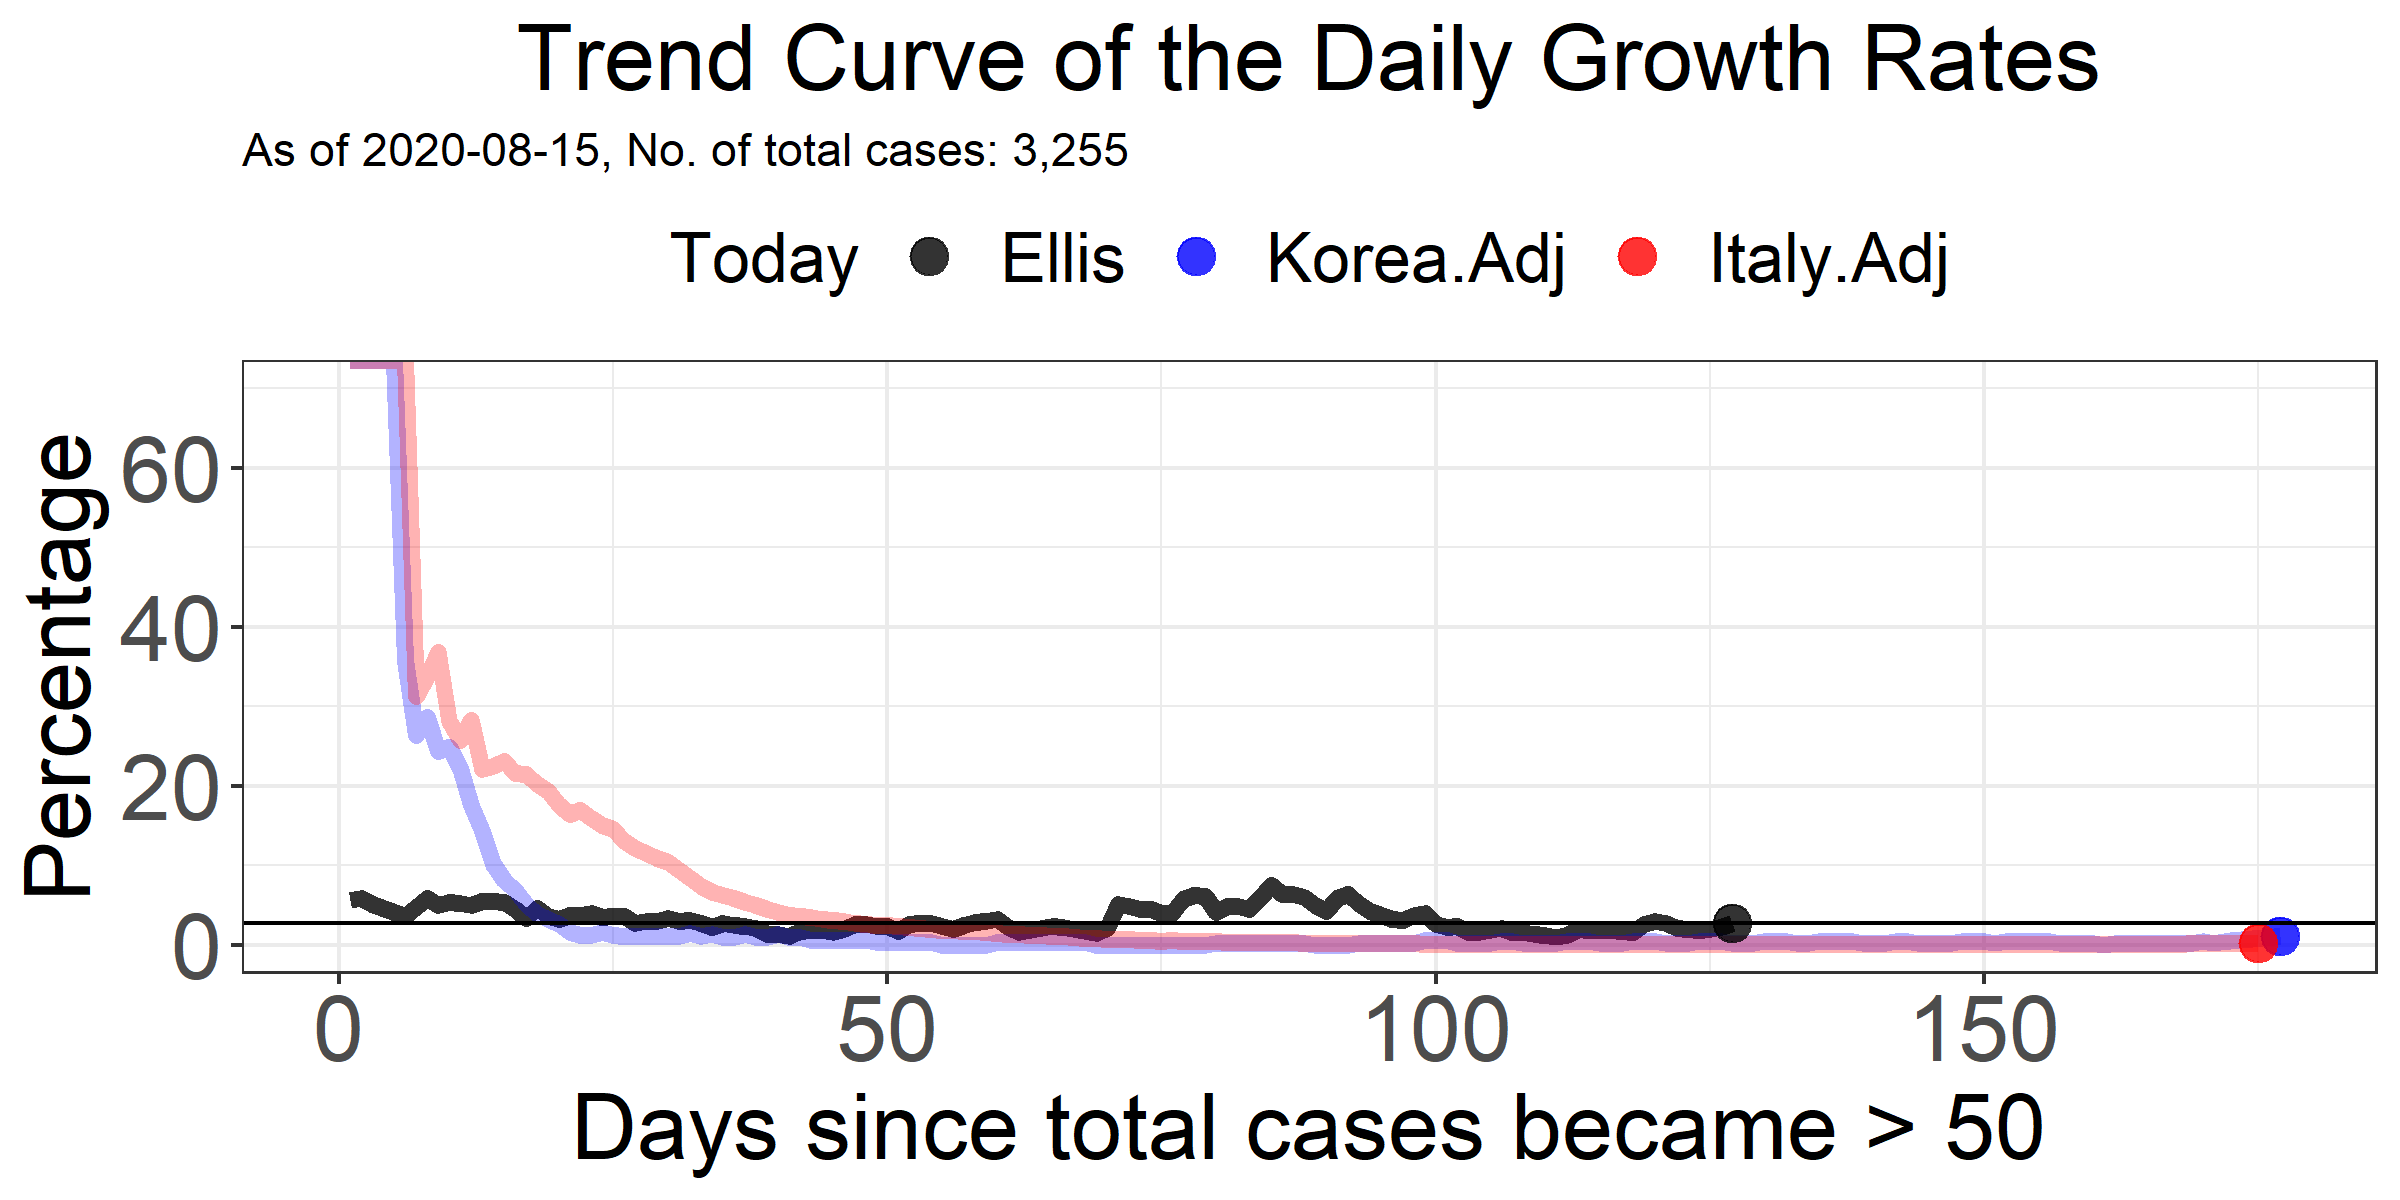 Trend Curve of the Daily Growth Rates
As of 2020-08-15, No. of total cases: 3,255
Today Ellis Korea.Adj Italy.Adj
Percentage
60
40
20
0
0 50 100 150
Days since total cases became > 50